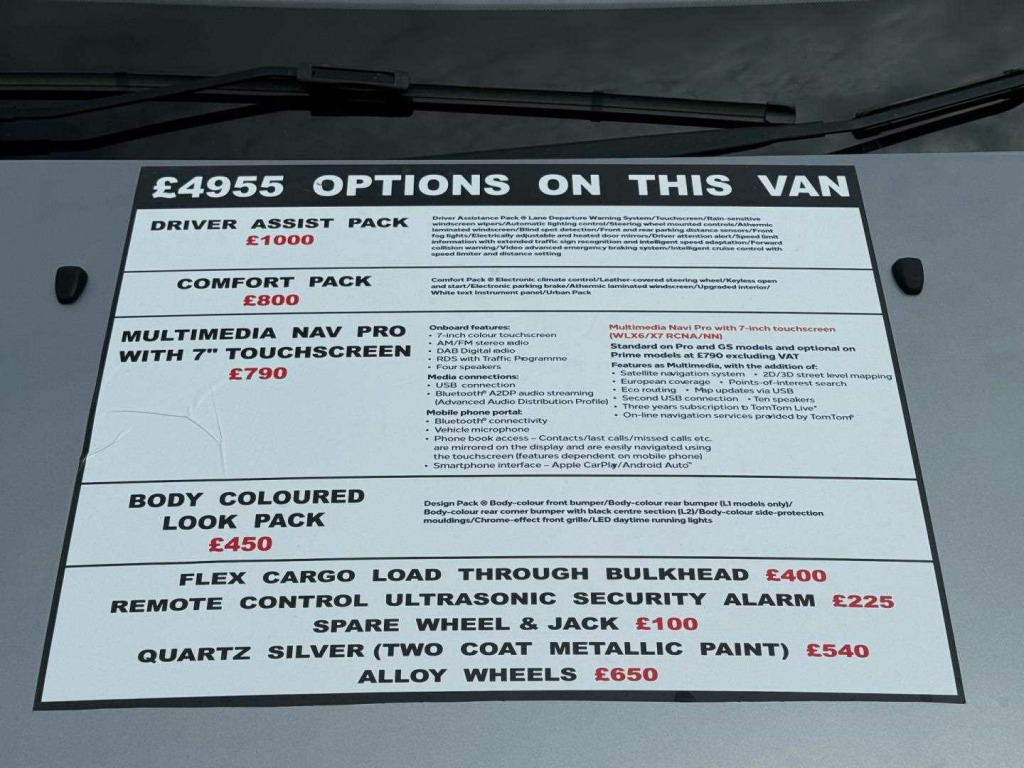 £4955 OPTIONS ON THIS VAN
DRIVER ASSIST PACK
£1000
Driver Assistance Pack ® Lane Departure Warning System/Touchscreen/Rain-sensitive
windscreen wipers/Automatic lighting control/Steering wheel mounted controls/Athermic
laminated windscreen/Blind spot detection/Front and rear parking distance sensors/Front
fog lights/Electrically adjustable and heated door mirrors/Driver attention alert/Speed limit
information with extended traffic sign recognition and intelligent speed adaptation/Forward
collision warning/Video advanced emergency braking system/Intelligent cruise control with
speed limiter and distance setting
COMFORT PACK
£800
Comfort Pack ® Electronic climate control/Leather-covered steering wheel/Keyless open
and start/Electronic parking brake/Athermic laminated windscreen/Upgraded interior/
White text instrument panel/Urban Pack
MULTIMEDIA NAV PRO
WITH 7" TOUCHSCREEN
£790
Onboard features:
• 7-inch colour touchscreen
• AM/FM stereo radio
• DAB Digital radio
• RDS with Traffic Programme
• Four speakers
Media connections:
• USB connection
• Bluetooth® A2DP audio streaming
(Advanced Audio Distribution Profile)
Mobile phone portal:
• Bluetooth® connectivity
• Vehicle microphone
• Phone book access – Contacts/last calls/missed calls etc.
are mirrored on the display and are easily navigated using
the touchscreen (features dependent on mobile phone)
• Smartphone interface – Apple CarPlay/Android Auto™
Multimedia Navi Pro with 7-inch touchscreen
(WLX6/X7 RCNA/NN)
Standard on Pro and GS models and optional on
Prime models at £790 excluding VAT
Features as Multimedia, with the addition of:
• Satellite navigation system • 2D/3D street level mapping
• European coverage • Points-of-interest search
• Eco routing • Map updates via USB
• Second USB connection • Ten speakers
• Three years subscription to TomTom Live*
• On-line navigation services provided by TomTom®
BODY COLOURED
LOOK PACK
£450
Design Pack ® Body-colour front bumper/Body-colour rear bumper (L1 models only)/
Body-colour rear corner bumper with black centre section (L2)/Body-colour side-protection
mouldings/Chrome-effect front grille/LED daytime running lights
FLEX CARGO LOAD THROUGH BULKHEAD £400
REMOTE CONTROL ULTRASONIC SECURITY ALARM £225
SPARE WHEEL & JACK £100
QUARTZ SILVER (TWO COAT METALLIC PAINT) £540
ALLOY WHEELS £650